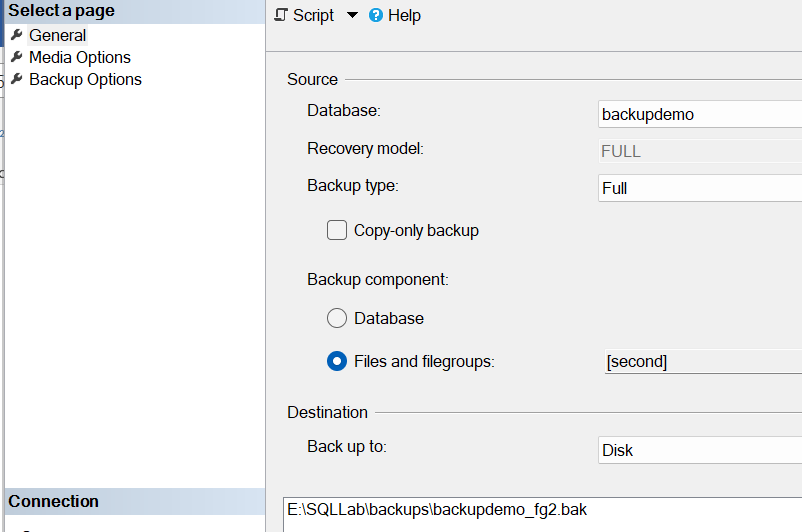 Select a page
General
Media Options
Backup Options
Script Help
Source
Database: backupdemo
Recovery model: FULL
Backup type: Full
Copy-only backup
Backup component:
Database
Files and filegroups: [second]
Destination
Back up to: Disk
Connection
E:\SQLLab\backups\backupdemo_fg2.bak